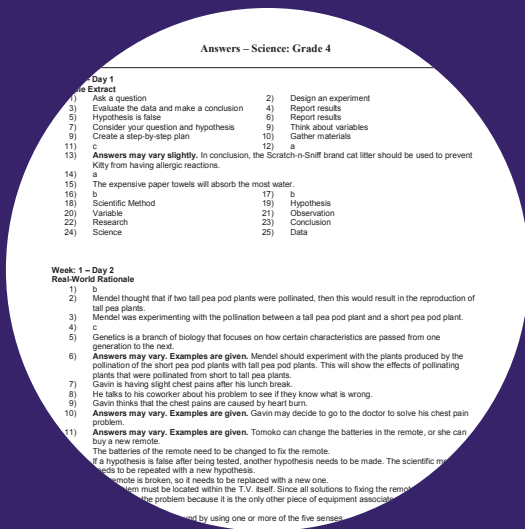 Answers – Science: Grade 4
– Day 1
Extract
1) Ask a question 2) Design an experiment
3) Evaluate the data and make a conclusion 4) Report results
5) Hypothesis is false 6) Report results
7) Consider your question and hypothesis 9) Think about variables
9) Create a step-by-step plan 10) Gather materials
11) c 12) a
13) Answers may vary slightly. In conclusion, the Scratch-n-Sniff brand cat litter should be used to prevent
Kitty from having allergic reactions.
14) a
15) The expensive paper towels will absorb the most water.
16) b 17) b
18) Scientific Method 19) Hypothesis
20) Variable 21) Observation
22) Research 23) Conclusion
24) Science 25) Data
Week: 1 – Day 2
Real-World Rationale
1) b
2) Mendel thought that if two tall pea pod plants were pollinated, then this would result in the reproduction of
tall pea plants.
3) Mendel was experimenting with the pollination between a tall pea pod plant and a short pea pod plant.
4) c
5) Genetics is a branch of biology that focuses on how certain characteristics are passed from one
generation to the next.
6) Answers may vary. Examples are given. Mendel should experiment with the plants produced by the
pollination of the short pea pod plants with tall pea pod plants. This will show the effects of pollinating
plants that were pollinated from short to tall pea plants.
7) Gavin is having slight chest pains after his lunch break.
8) He talks to his coworker about his problem to see if they know what is wrong.
9) Gavin thinks that the chest pains are caused by heart burn.
10) Answers may vary. Examples are given. Gavin may decide to go to the doctor to solve his chest pain
problem.
11) Answers may vary. Examples are given. Tomoko can change the batteries in the remote, or she can
buy a new remote.
The batteries of the remote need to be changed to fix the remote.
If a hypothesis is false after being tested, another hypothesis needs to be made. The scientific
needs to be repeated with a new hypothesis.
remote is broken, so it needs to be replaced with a new one.
must be located within the T.V. itself. Since all solutions to fixing the
the problem because it is the only other piece of equipment
by using one or more of the five senses